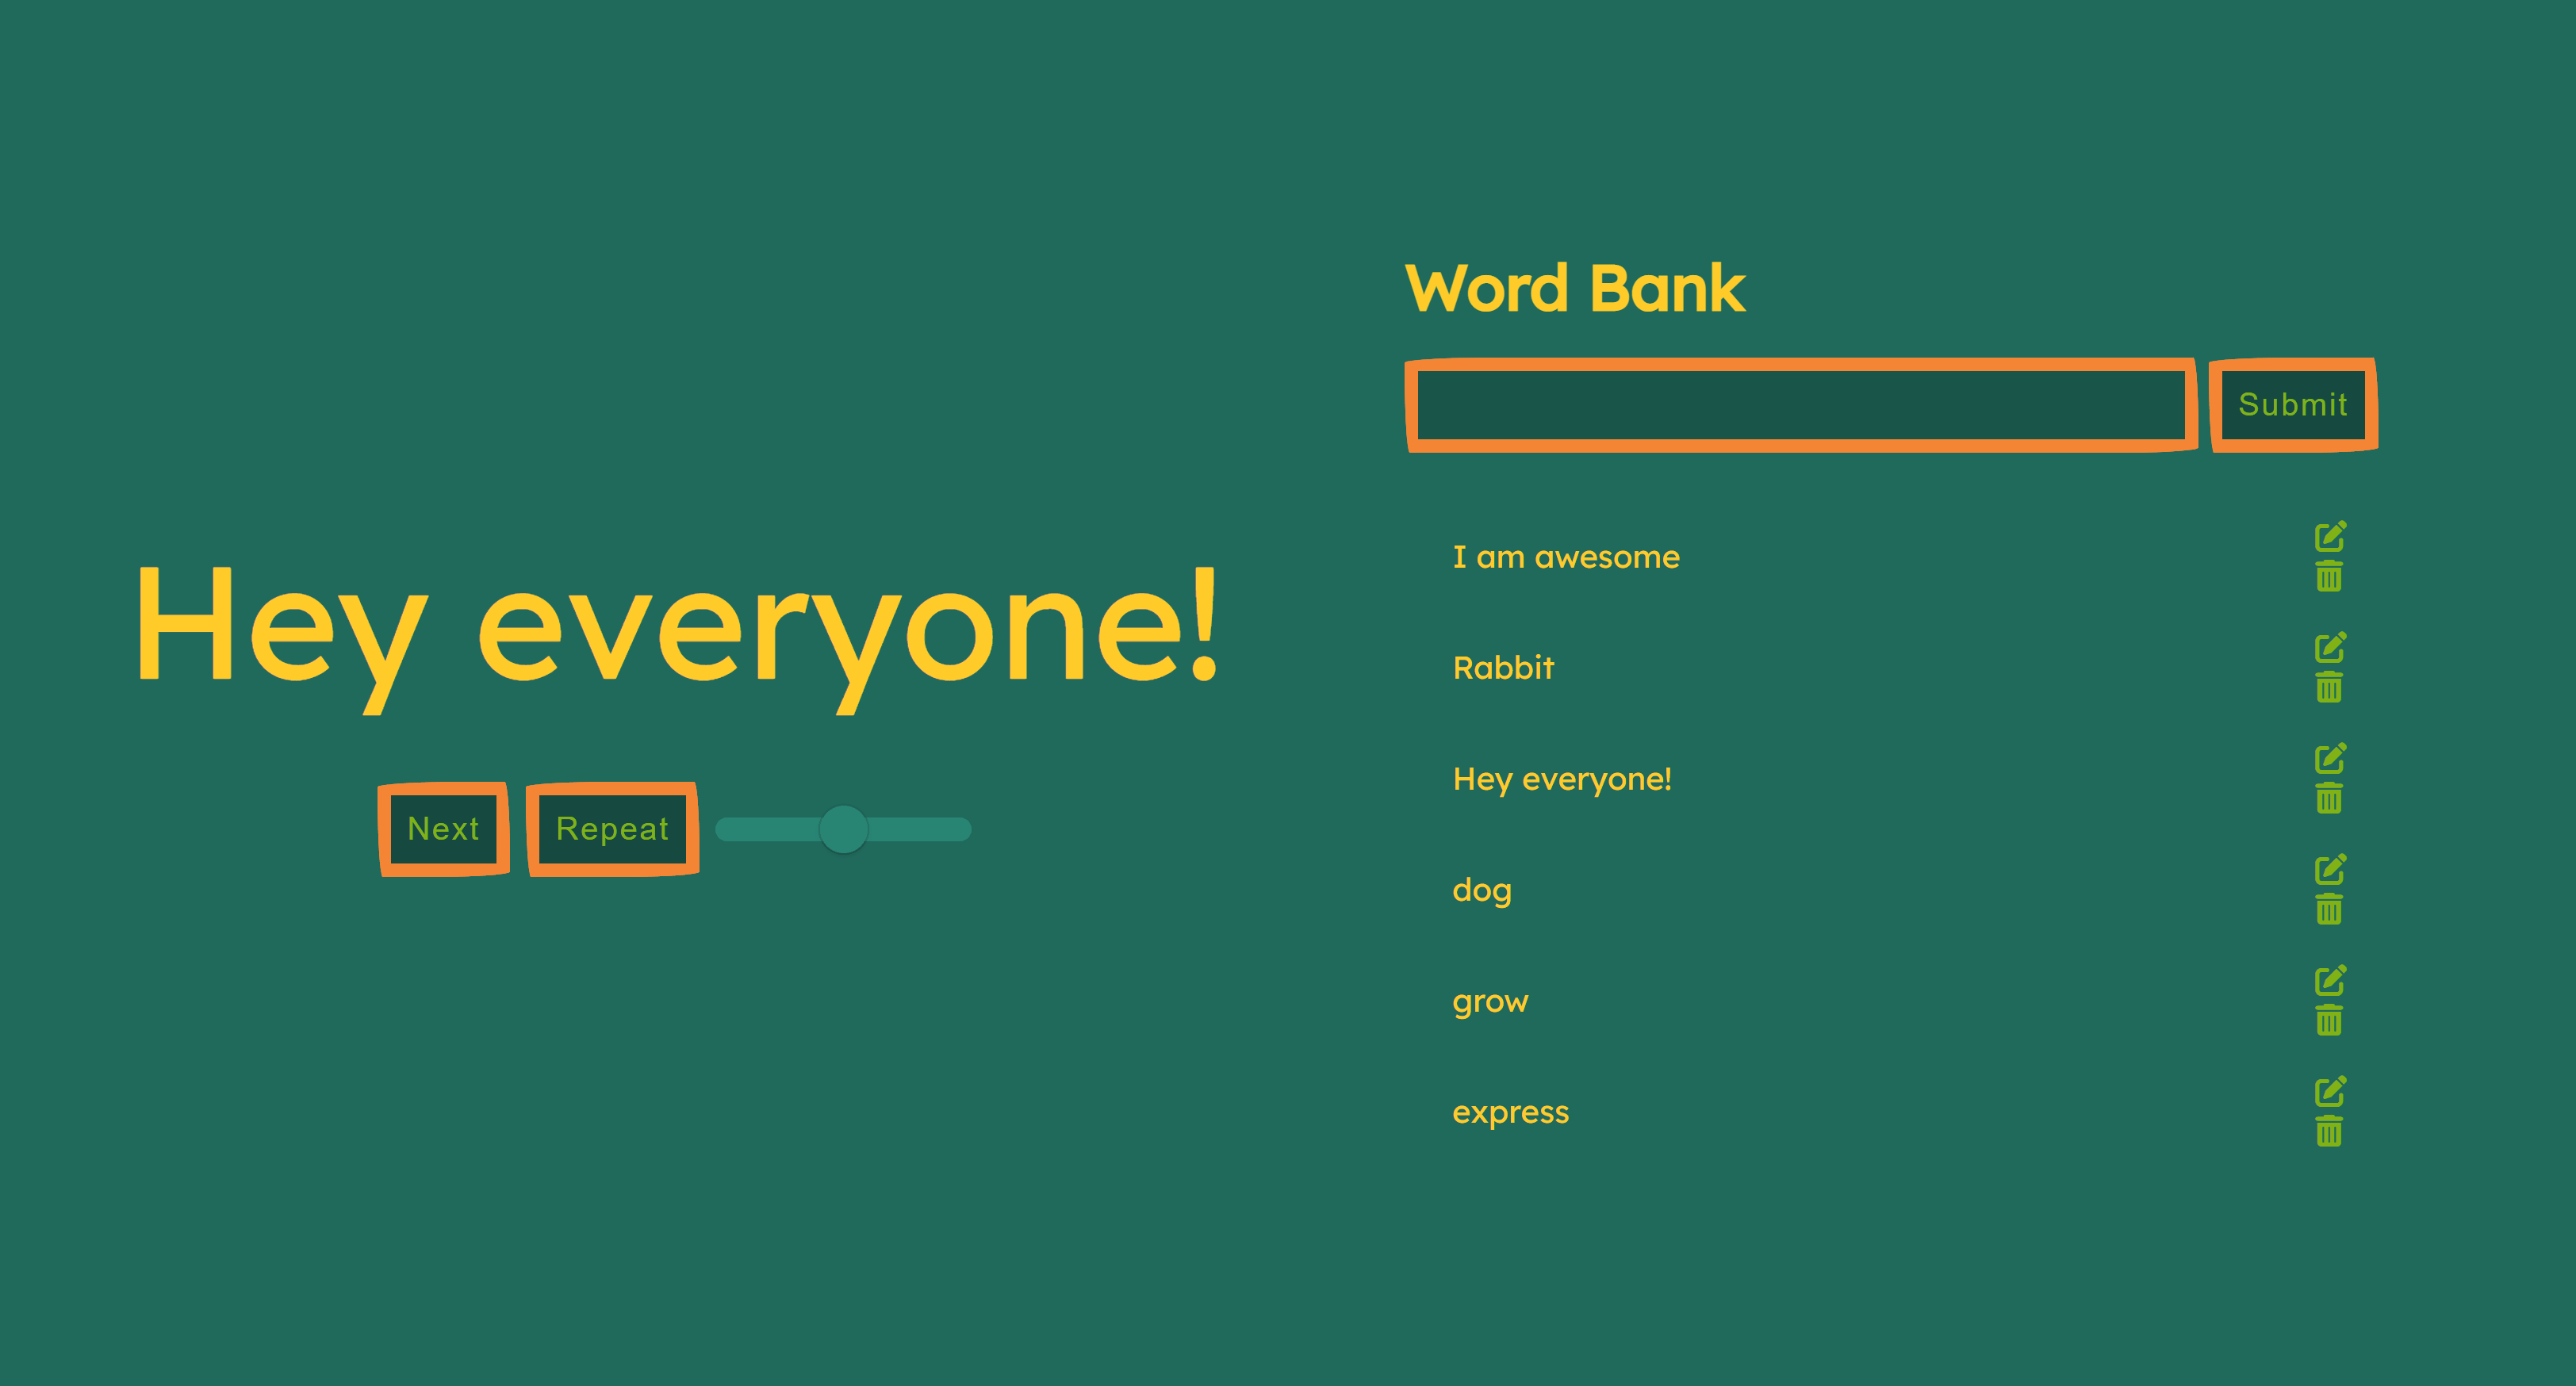 Hey everyone!
Next
Repeat
Word Bank
Submit
I am awesome
Rabbit
Hey everyone!
dog
grow
express